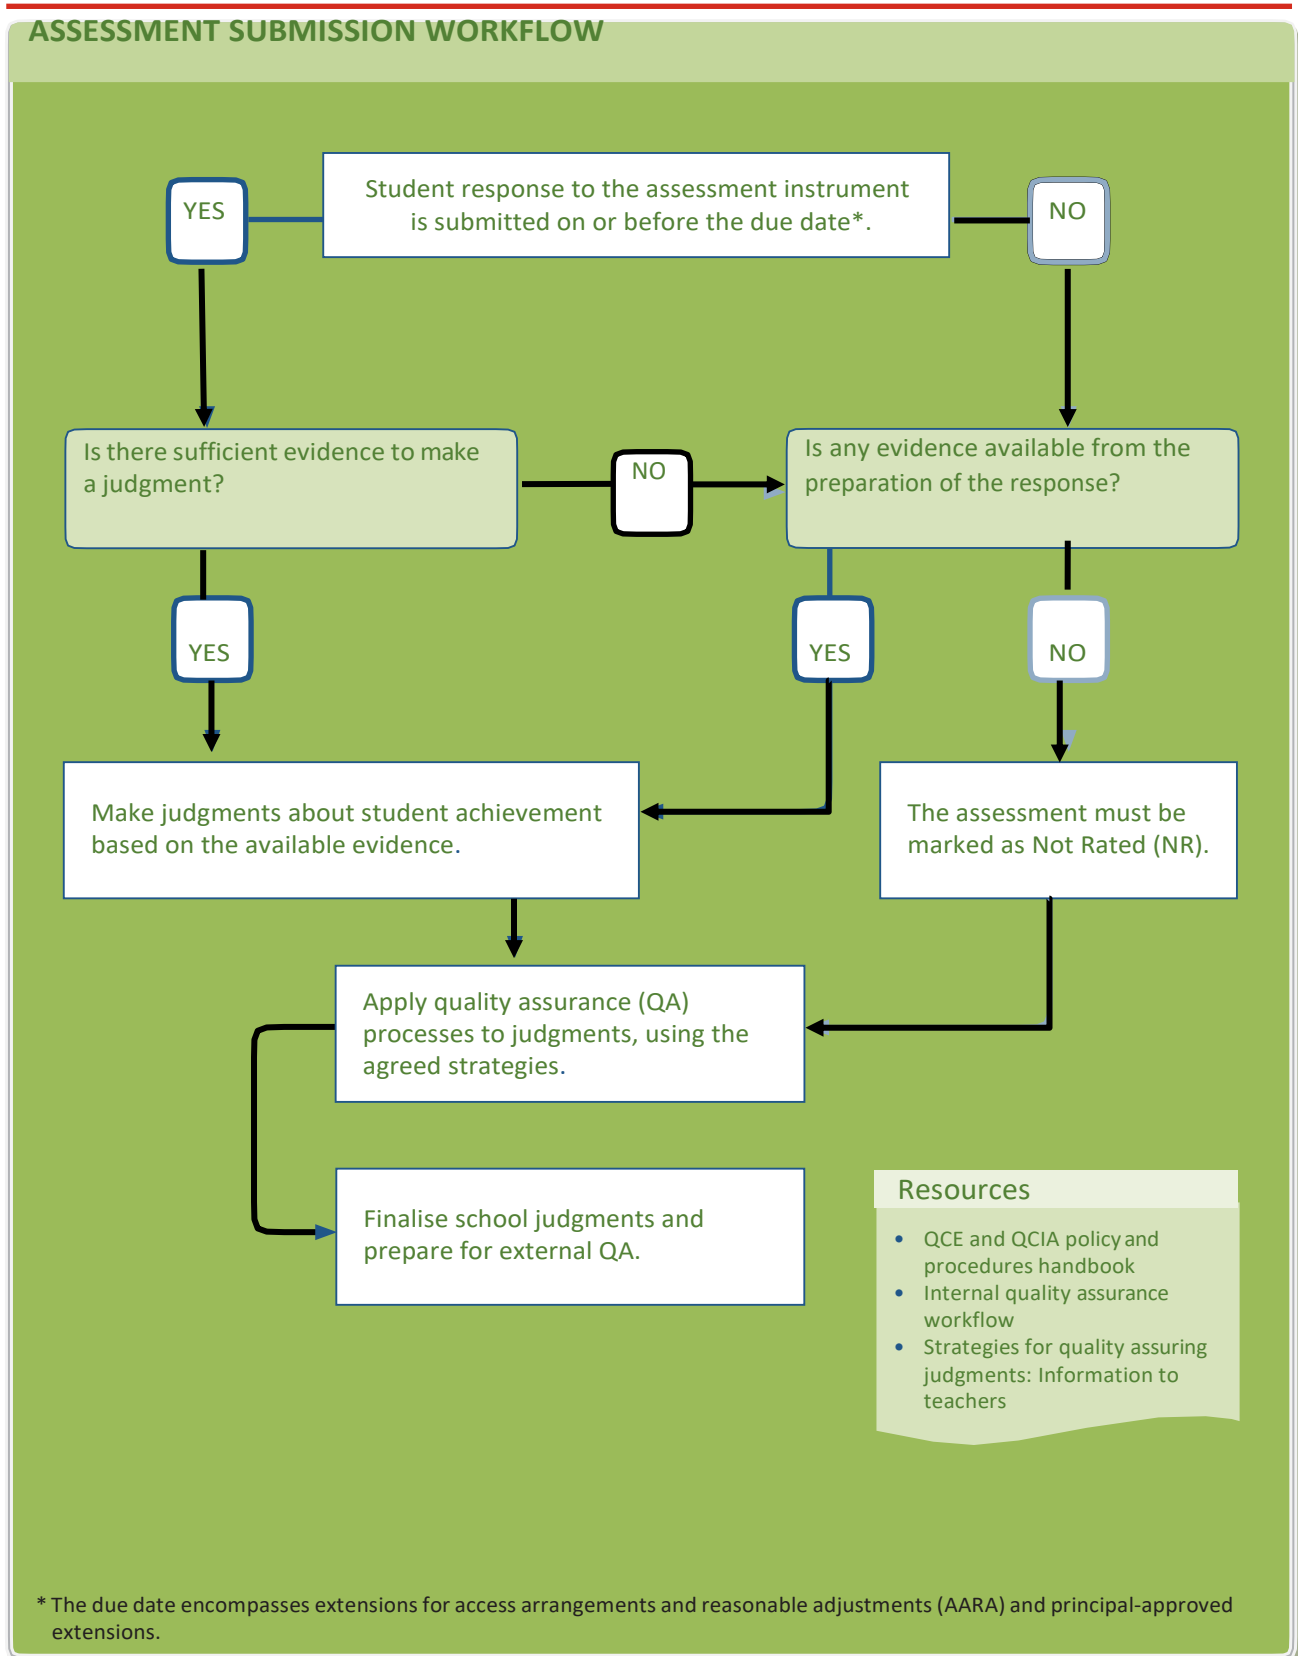 ASSESSMENT SUBMISSION WORKFLOW
YES
Student response to the assessment instrument
is submitted on or before the due date*.
NO
Is there sufficient evidence to make
a judgment?
NO
Is any evidence available from the
preparation of the response?
YES
YES
NO
Make judgments about student achievement
based on the available evidence.
The assessment must be
marked as Not Rated (NR).
Apply quality assurance (QA)
processes to judgments, using the
agreed strategies.
Finalise school judgments and
prepare for external QA.
Resources
• QCE and QCIA policy and
procedures handbook
• Internal quality assurance
workflow
• Strategies for quality assuring
judgments: Information to
teachers
* The due date encompasses extensions for access arrangements and reasonable adjustments (AARA) and principal-approved
extensions.